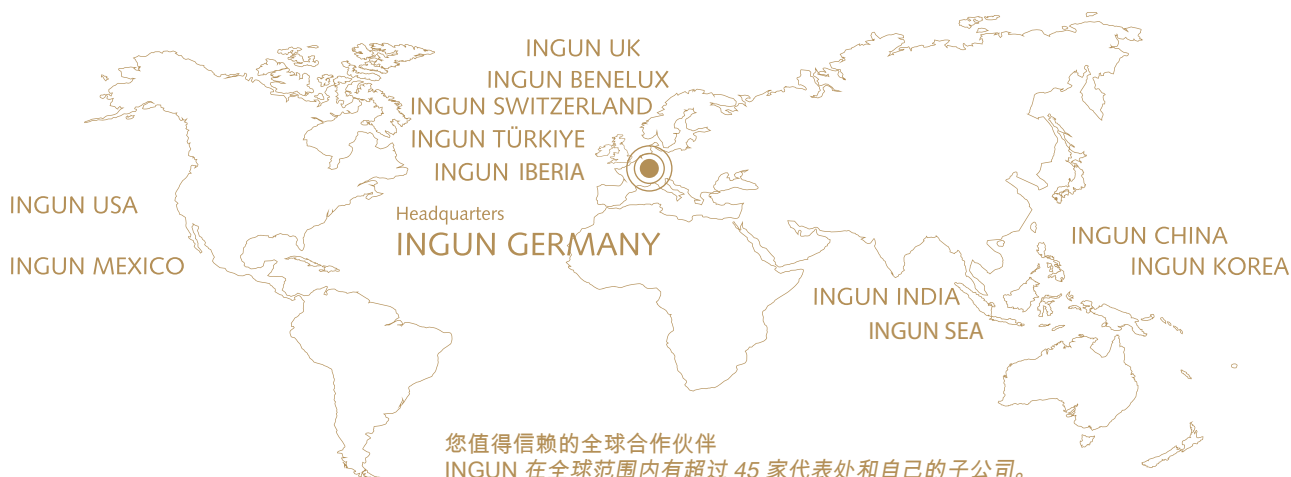 INGUN UK
INGUN BENELUX
INGUN SWITZERLAND
INGUN TÜRKIYE
INGUN IBERIA
INGUN USA
Headquarters
INGUN GERMANY
INGUN MEXICO
INGUN CHINA
INGUN KOREA
INGUN INDIA
INGUN SEA
您值得信赖的全球合作伙伴
INGUN 在全球范围内有超过 45 家代表处和自己的子公司。